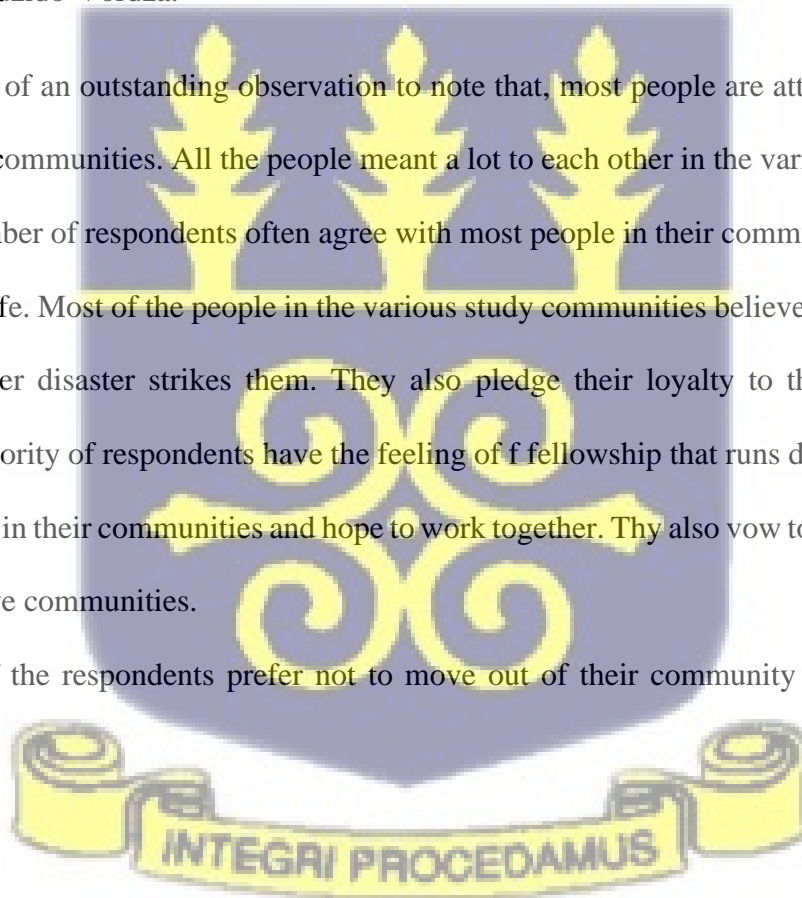 of an outstanding observation to note that, most people are att
communities. All the people meant a lot to each other in the vari
ber of respondents often agree with most people in their comm
fe. Most of the people in the various study communities believe
er disaster strikes them. They also pledge their loyalty to th
ority of respondents have the feeling of f fellowship that runs d
in their communities and hope to work together. Thy also vow to
ve communities.
the respondents prefer not to move out of their community
INTEGRI PROCEDAMUS